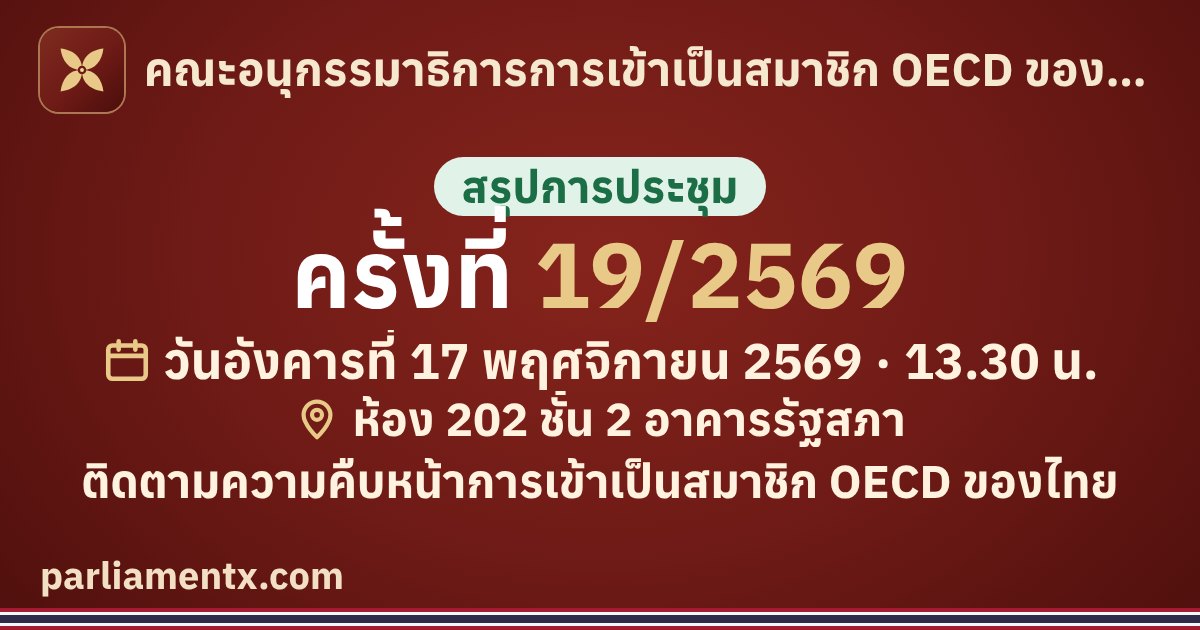 คณะอนุกรรมาธิการการเข้าเป็นสมาชิก OECD ของ...
สรุปการประชุม
ครั้งที่ 19/2569
วันอังคารที่ 17 พฤศจิกายน 2569 · 13.30 น.
ห้อง 202 ชั้น 2 อาคารรัฐสภา
ติดตามความคืบหน้าการเข้าเป็นสมาชิก OECD ของไทย
parliamentx.com